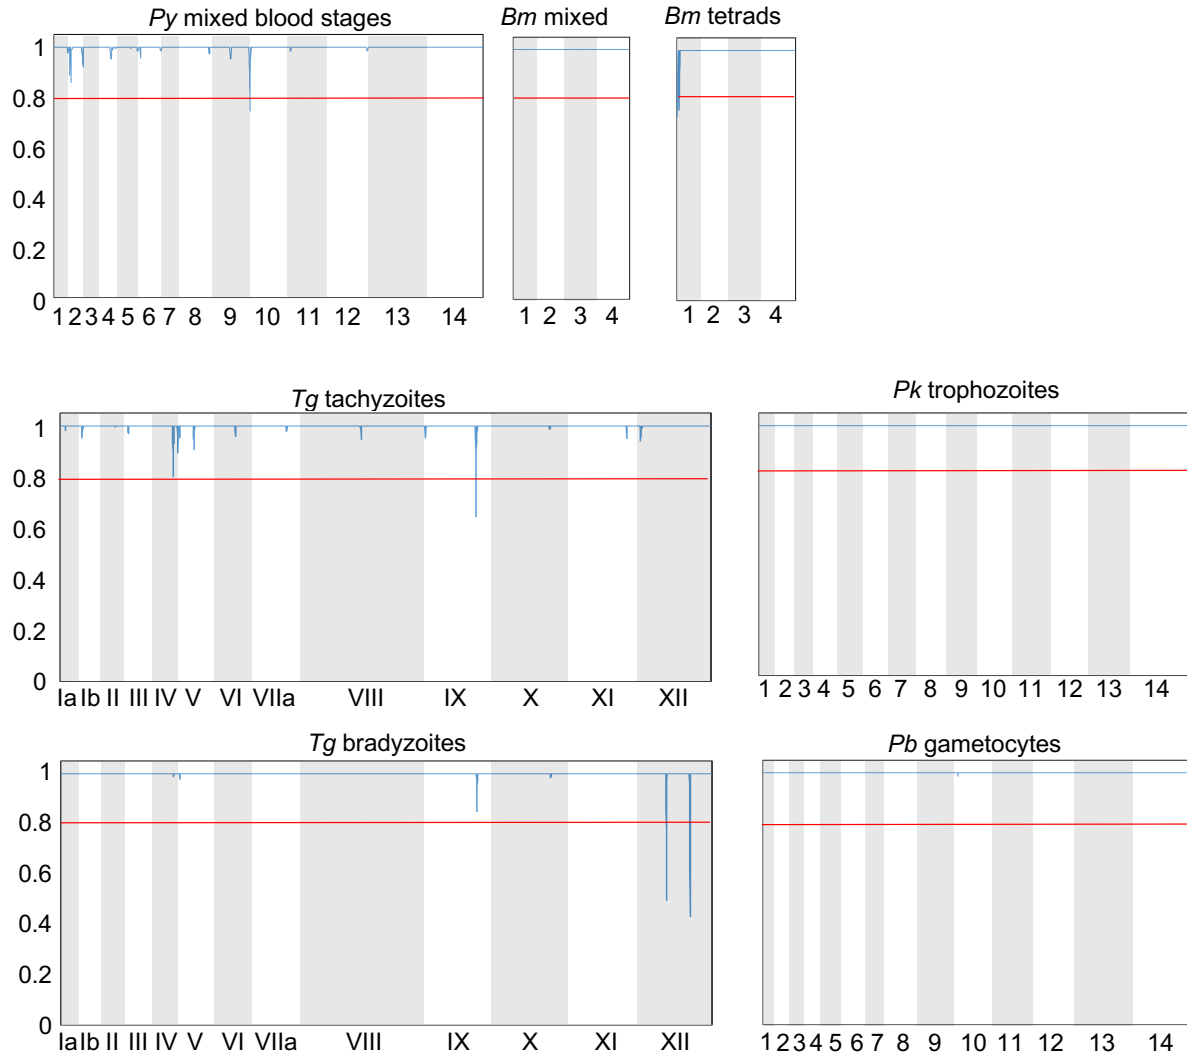 Py mixed blood stages
Bm mixed
Bm tetrads
1
0.8
0.6
0.4
0.2
0
1 2 3 4 5 6 7 8 9 10 11 12 13 14
1 2 3 4
1 2 3 4
Tg tachyzoites
Pk trophozoites
1
0.8
0.6
0.4
0.2
0
Ia Ib II III IV V VI VIIa VIII IX X XI XII
1 2 3 4 5 6 7 8 9 10 11 12 13 14
Tg bradyzoites
Pb gametocytes
1
0.8
0.6
0.4
0.2
0
Ia Ib II III IV V VI VIIa VIII IX X XI XII
1 2 3 4 5 6 7 8 9 10 11 12 13 14